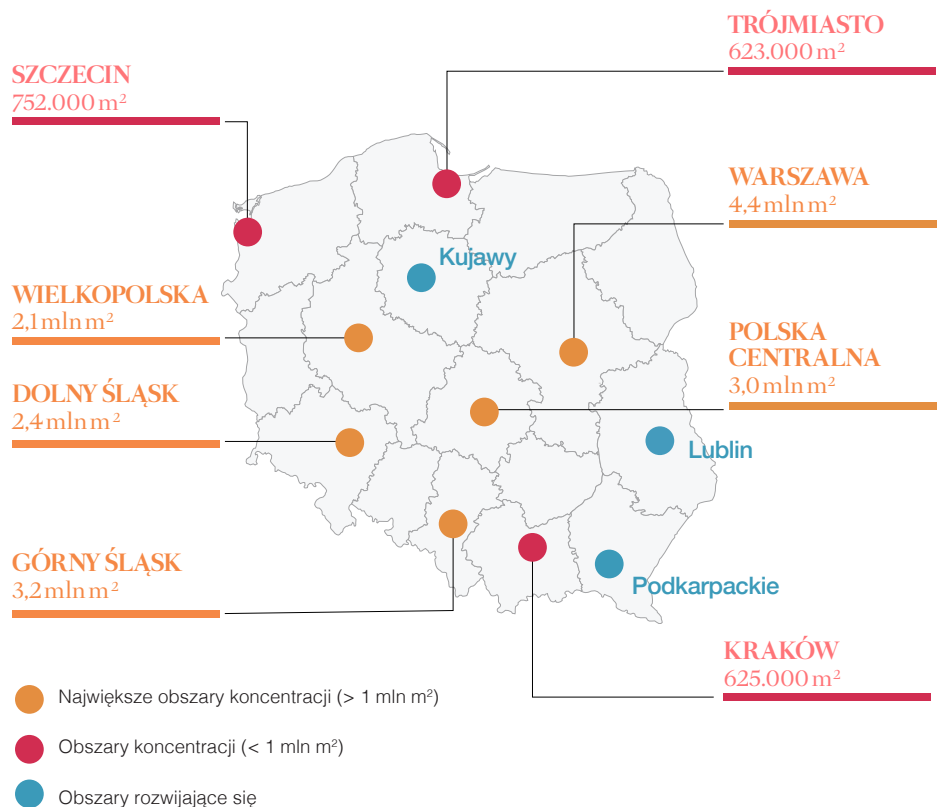 TRÓJMIASTO
623.000 m²
SZCZECIN
752.000 m²
WARSZAWA
4,4 mln m²
Kujawy
WIELKOPOLSKA
2,1 mln m²
POLSKA
CENTRALNA
3,0 mln m²
DOLNY ŚLĄSK
2,4 mln m²
Lublin
GÓRNY ŚLĄSK
3,2 mln m²
Podkarpackie
KRAKÓW
625.000 m²
Największe obszary koncentracji (> 1 mln m²)
Obszary koncentracji (< 1 mln m²)
Obszary rozwijające się